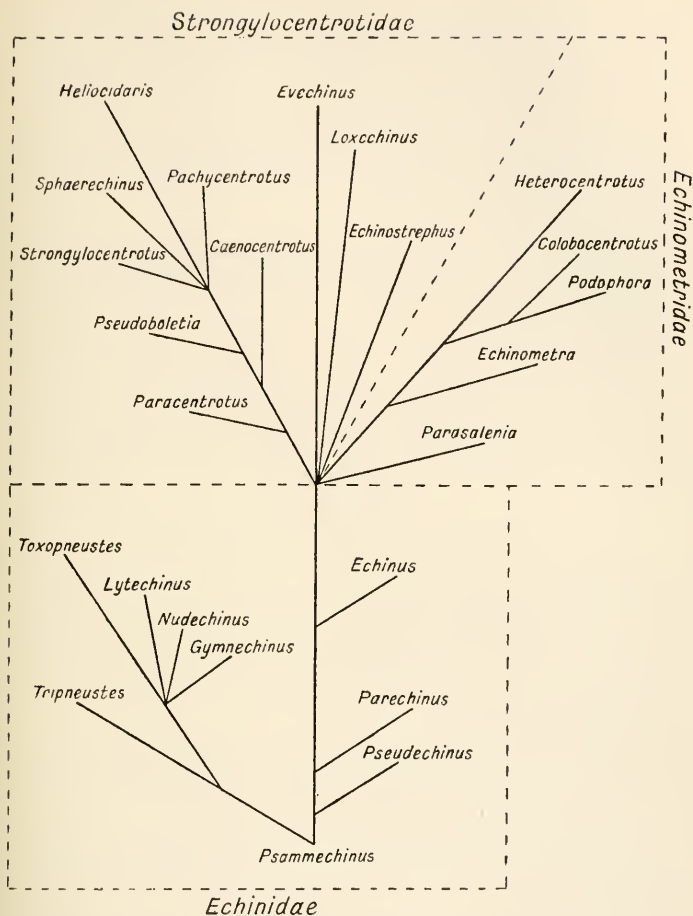 Strongylocentrotidae
Heliocidaris
Evechinus
Loxcchinus
Sphaerechinus
Pachycentrotus
Heterocentrotus
Echinometridae
Strongylocentrotus
Caenocentrotus
Echinostrephus
Colobocentrotus
Podophora
Pseudoboletia
Echinometra
Paracentrotus
Parasalenia
Toxopneustes
Lytechinus
Echinus
Nudechinus
Gymnechinus
Tripneustes
Parechinus
Pseudechinus
Psammechinus
Echinidae